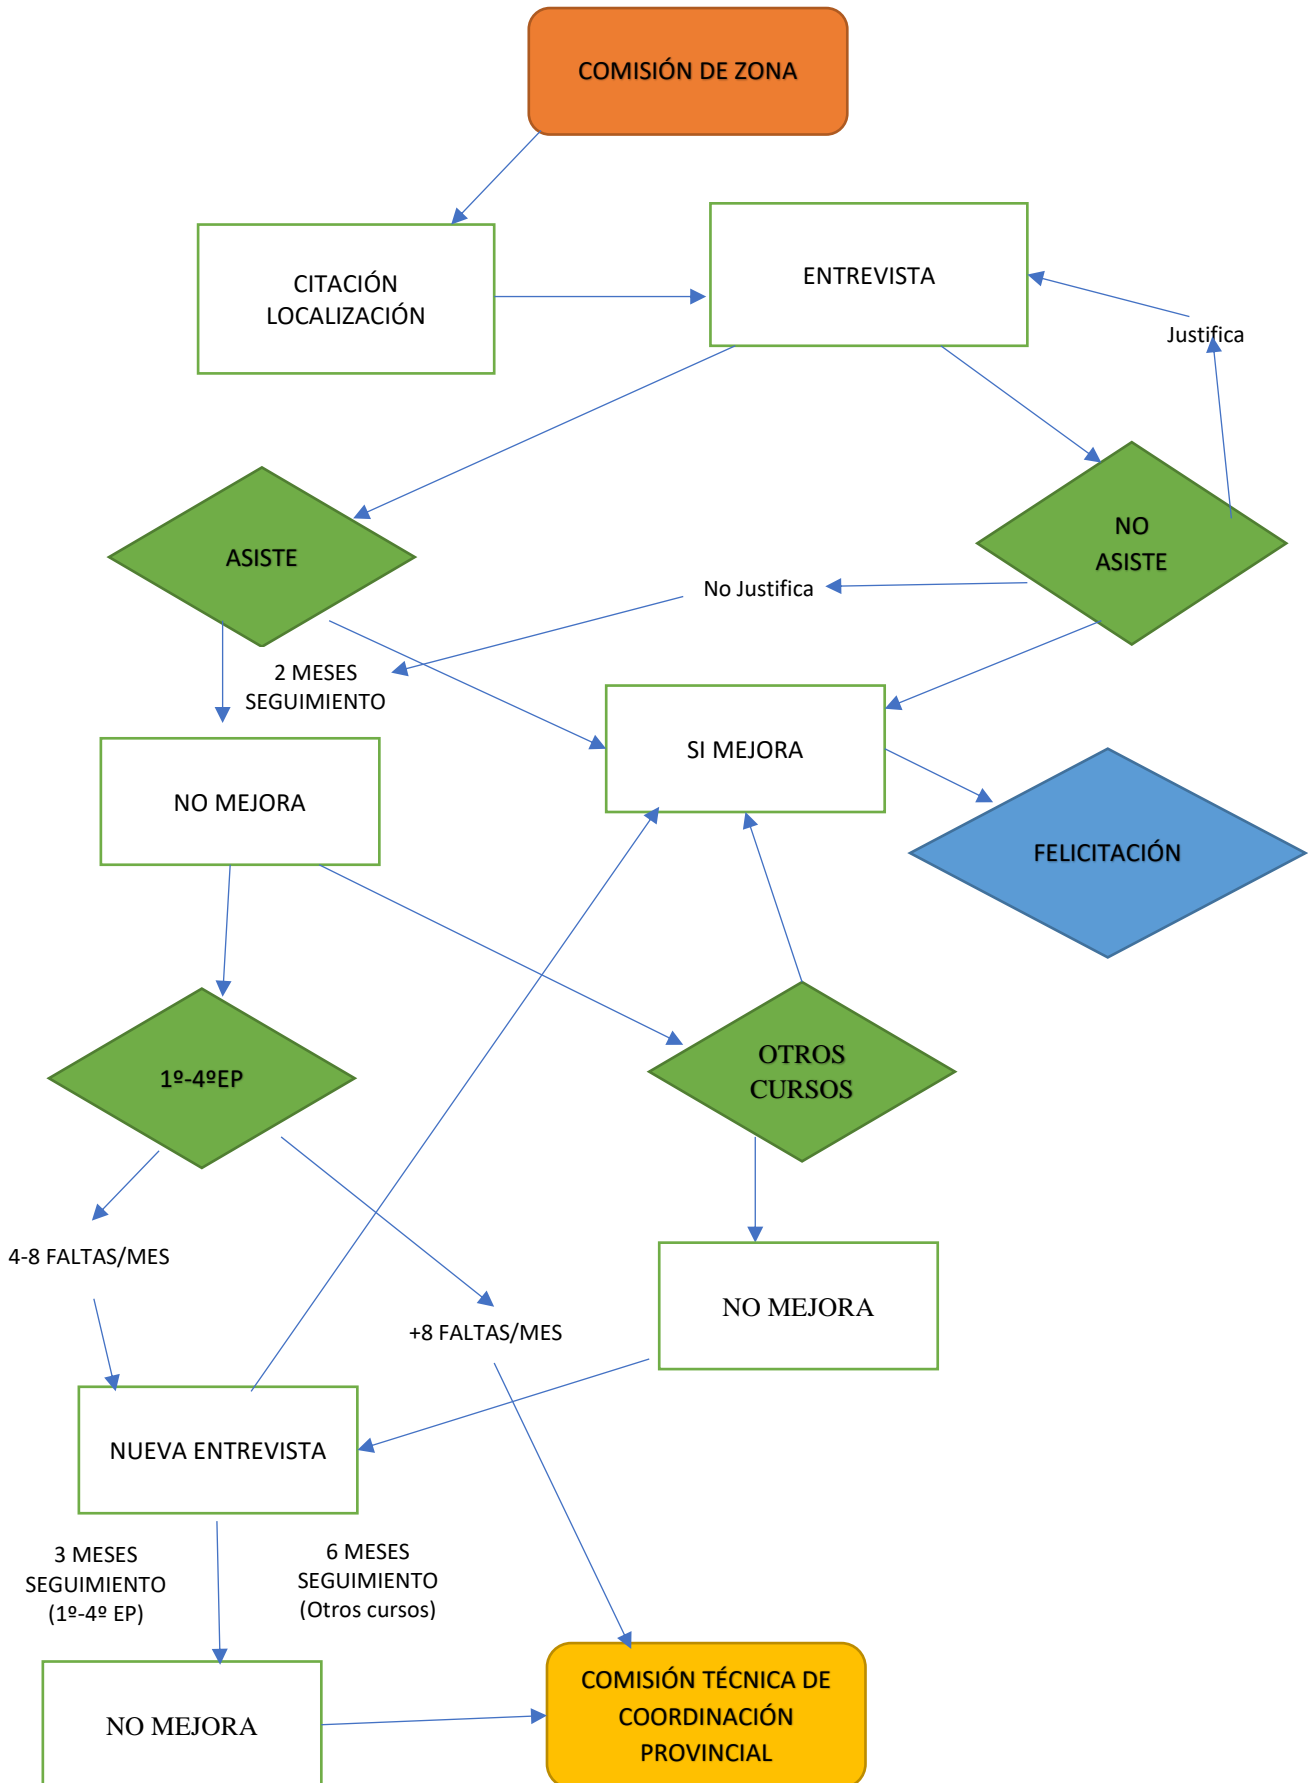 COMISIÓN DE ZONA
CITACIÓN
LOCALIZACIÓN
ENTREVISTA
Justifica
ASISTE
NO
ASISTE
No Justifica
2 MESES
SEGUIMIENTO
SI MEJORA
NO MEJORA
FELICITACIÓN
1º-4ºEP
OTROS
CURSOS
4-8 FALTAS/MES
+8 FALTAS/MES
NO MEJORA
NUEVA ENTREVISTA
3 MESES
SEGUIMIENTO
(1º-4º EP)
6 MESES
SEGUIMIENTO
(Otros cursos)
NO MEJORA
COMISIÓN TÉCNICA DE
COORDINACIÓN
PROVINCIAL